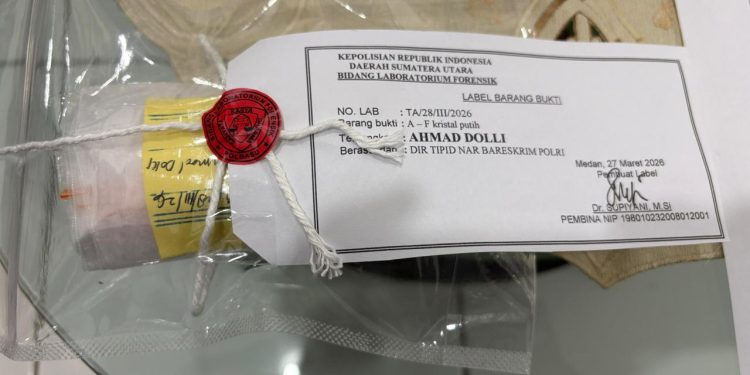 KEPOLISIAN REPUBLIK INDONESIA
DAERAH SUMATERA UTARA
BIDANG LABORATORIUM FORENSIK
LABEL BARANG BUKTI
NO. LAB : TA/28/III/2026
Barang bukti : A – F kristal putih
: AHMAD DOLLI
: DIR TIPID NAR BARESKRIM POLRI
Medan, 27 Maret 2026
Pembuat Label
Dr. SUPIYANI, M.Si
PEMBINA NIP 198010232008012001